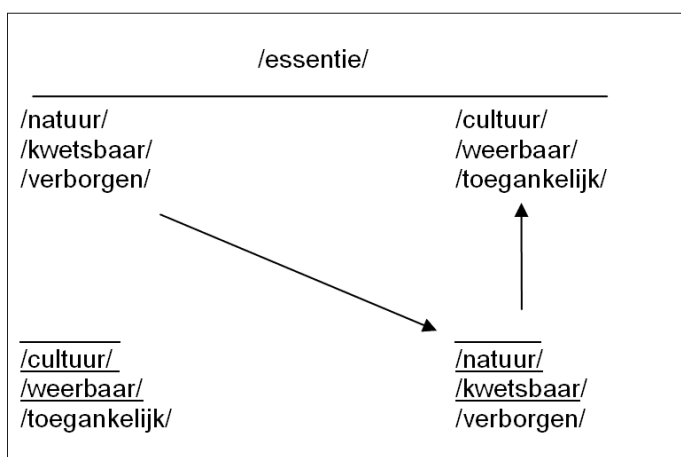 /essentie/
/natuur/
/kwetsbaar/
/verborgen/
/cultuur/
/weerbaar/
/toegankelijk/
/cultuur/
/weerbaar/
/toegankelijk/
/natuur/
/kwetsbaar/
/verborgen/